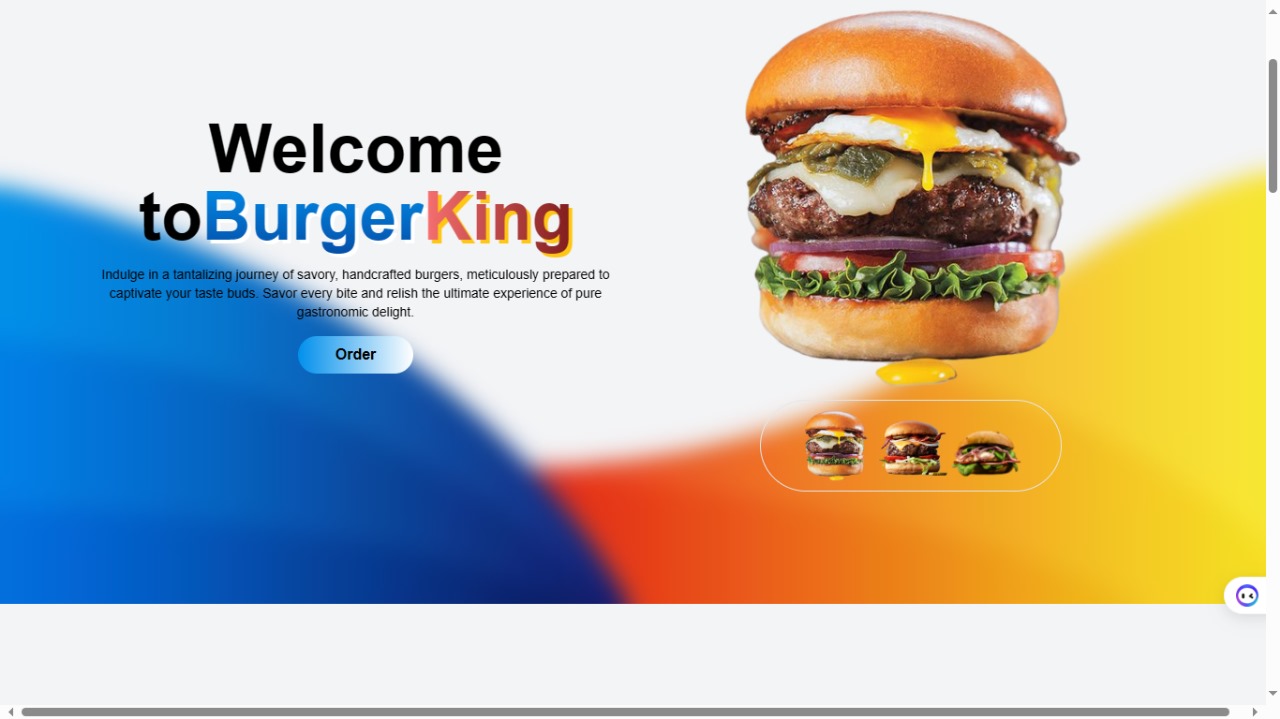 Welcome
toBurgerKing
Indulge in a tantalizing journey of savory, handcrafted burgers, meticulously prepared to
captivate your taste buds. Savor every bite and relish the ultimate experience of pure
gastronomic delight.
Order